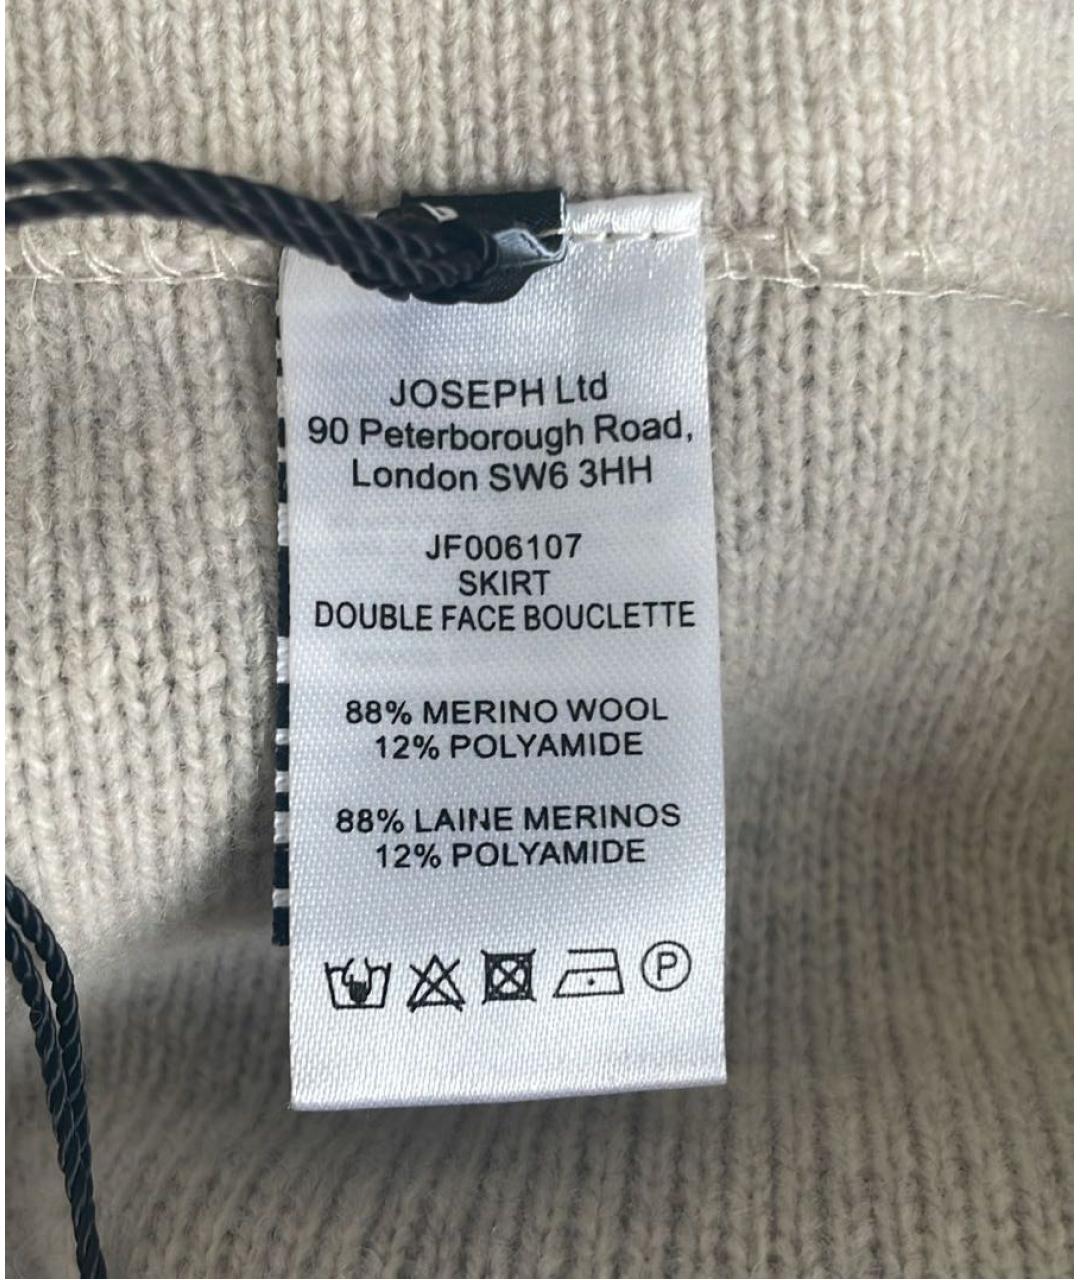 JOSEPH Ltd
90 Peterborough Road,
London SW6 3HH
JF006107
SKIRT
DOUBLE FACE BOUCLETTE
88% MERINO WOOL
12% POLYAMIDE
88% LAINE MERINOS
12% POLYAMIDE
P